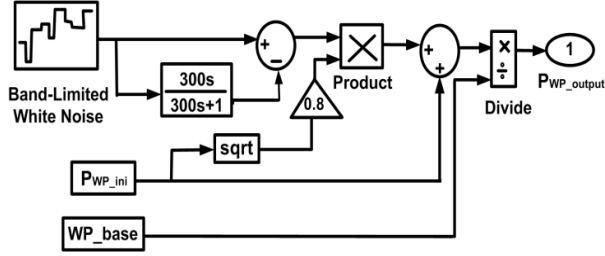 +
−
300s
300s+1
Band-Limited
White Noise
Product
0.8
+
+
×
÷
1
PWP_output
Divide
sqrt
PWP_ini
WP_base